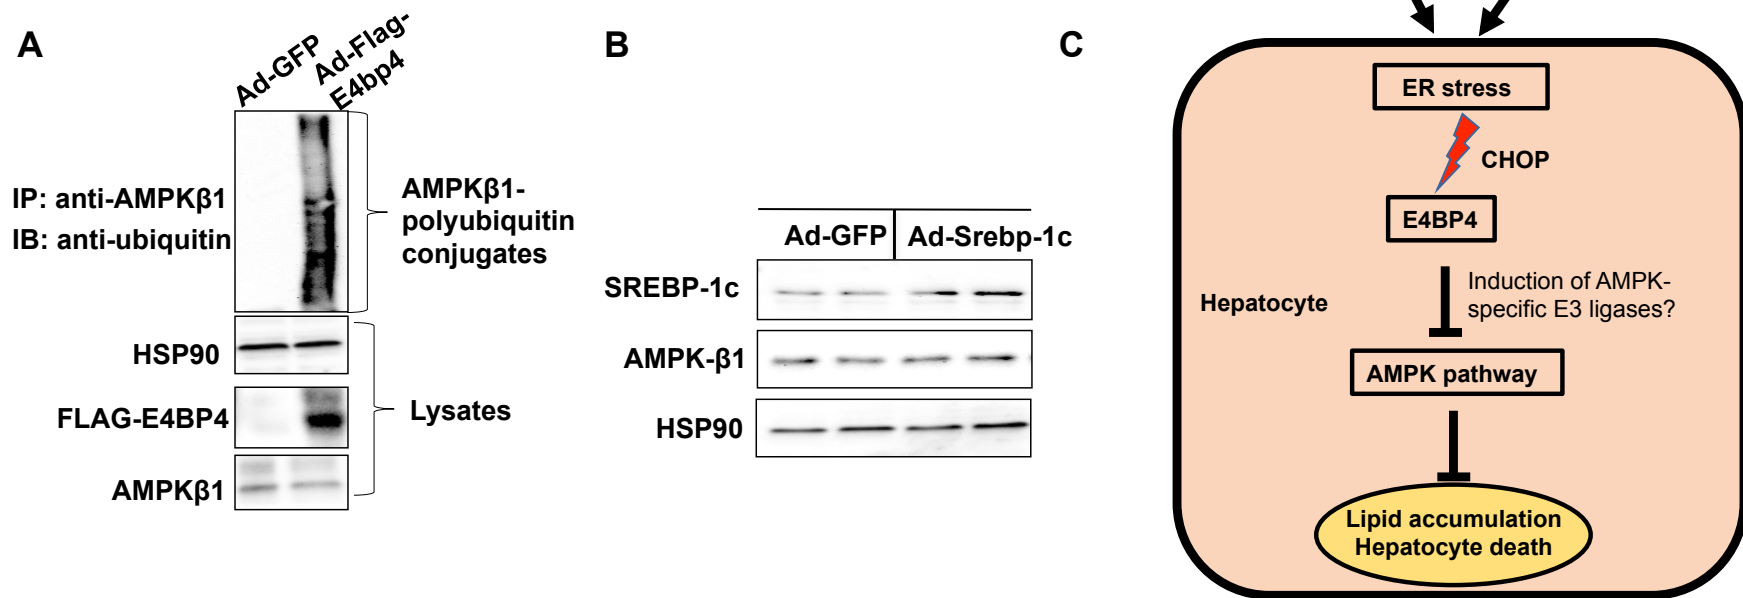 A
Ad-GFP
Ad-Flag-
E4bp4
IP: anti-AMPKβ1
IB: anti-ubiquitin
AMPKβ1-
polyubiquitin
conjugates
HSP90
FLAG-E4BP4
AMPKβ1
Lysates
B
Ad-GFP
Ad-Srebp-1c
SREBP-1c
AMPK-β1
HSP90
C
ER stress
CHOP
E4BP4
Induction of AMPK-
specific E3 ligases?
Hepatocyte
AMPK pathway
Lipid accumulation
Hepatocyte death